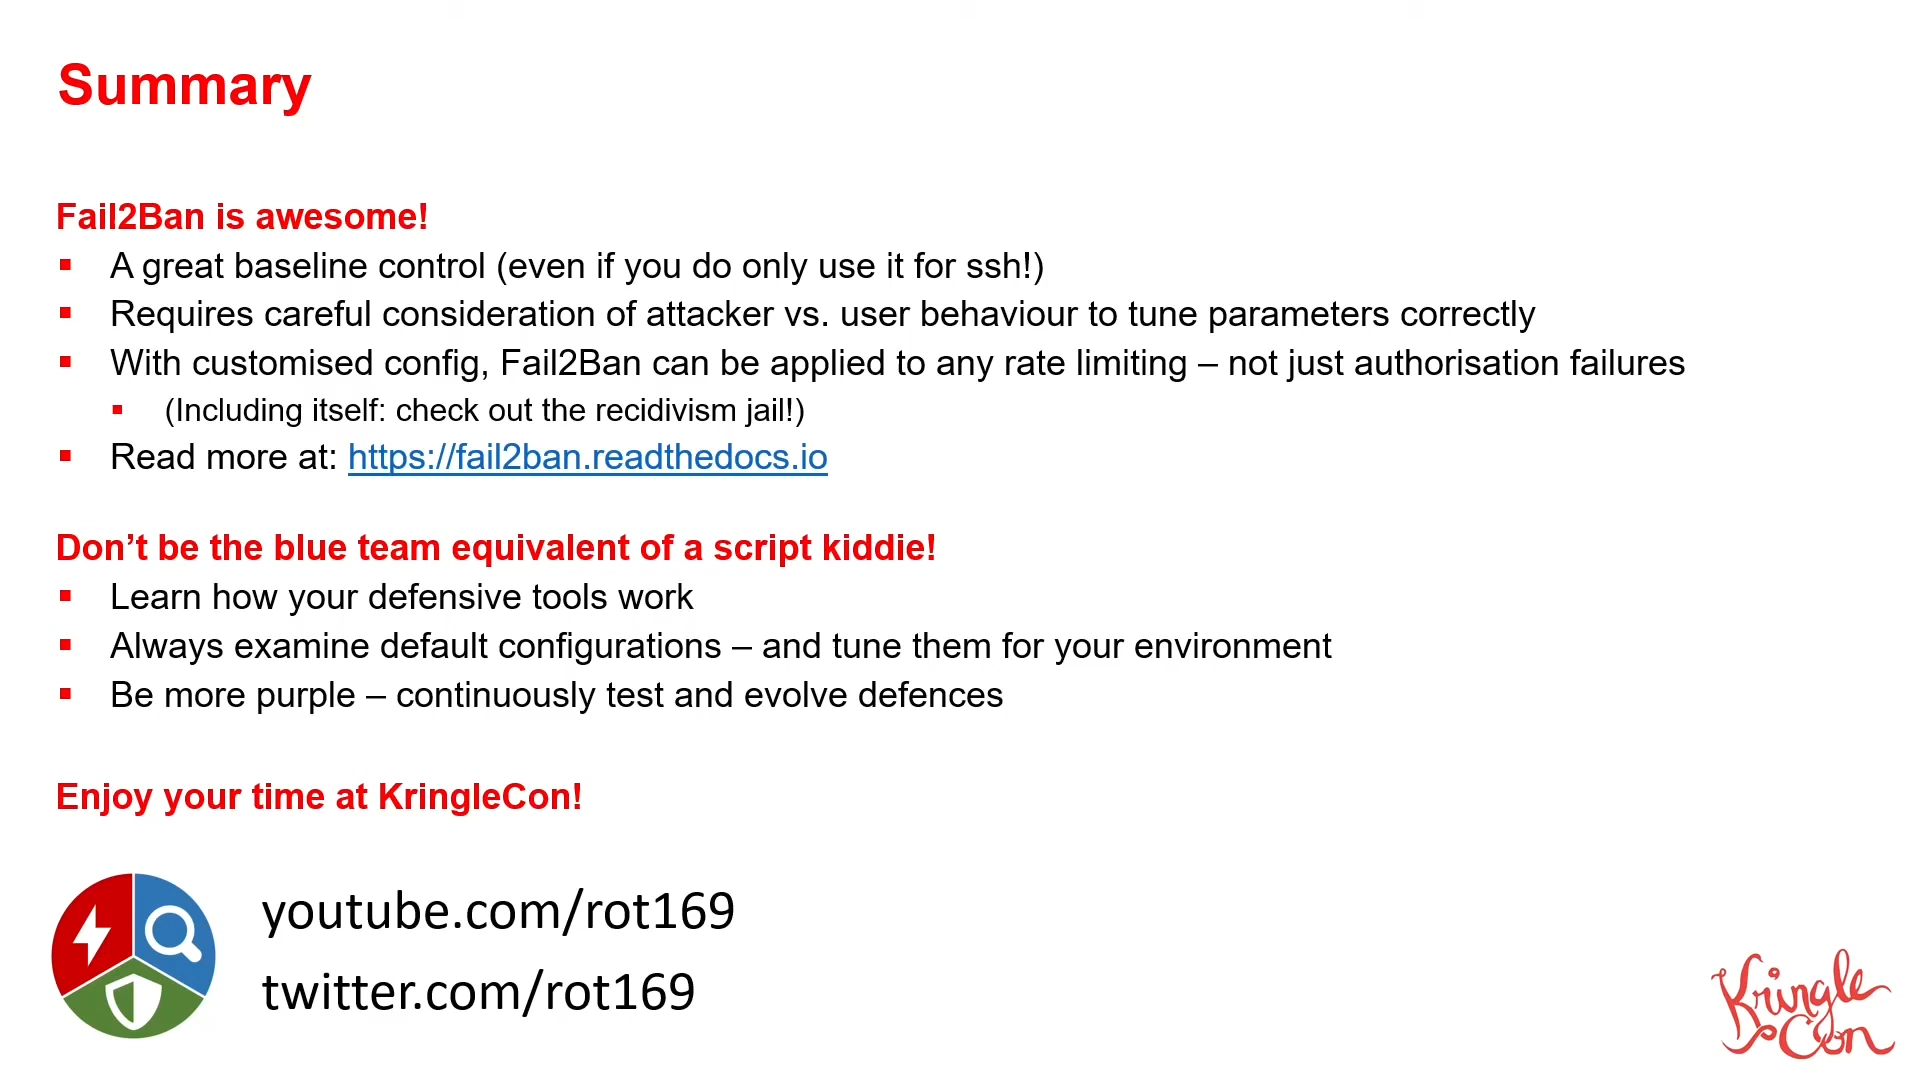 Summary
Fail2Ban is awesome!
▪ A great baseline control (even if you do only use it for ssh!)
▪ Requires careful consideration of attacker vs. user behaviour to tune parameters correctly
▪ With customised config, Fail2Ban can be applied to any rate limiting – not just authorisation failures
▪ (Including itself: check out the recidivism jail!)
▪ Read more at: https://fail2ban.readthedocs.io
Don’t be the blue team equivalent of a script kiddie!
▪ Learn how your defensive tools work
▪ Always examine default configurations – and tune them for your environment
▪ Be more purple – continuously test and evolve defences
Enjoy your time at KringleCon!
youtube.com/rot169
twitter.com/rot169
Kringle
Con